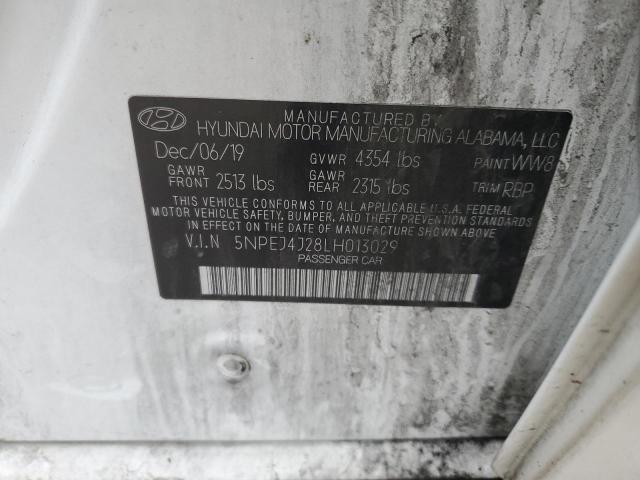 MANUFACTURED BY
HYUNDAI MOTOR MANUFACTURING ALABAMA, LLC
Dec/06/19 GVWR 4354 lbs PAINT WW8
GAWR FRONT 2513 lbs GAWR REAR 2315 lbs TRIM RBP
THIS VEHICLE CONFORMS TO ALL APPLICABLE U.S.A. FEDERAL
MOTOR VEHICLE SAFETY, BUMPER, AND THEFT PREVENTION STANDARDS
IN EFFECT ON THE DATE OF MANUFACTURE SHOWN ABOVE.
V.I.N 5NPEJ4J28LH013029
PASSENGER CAR